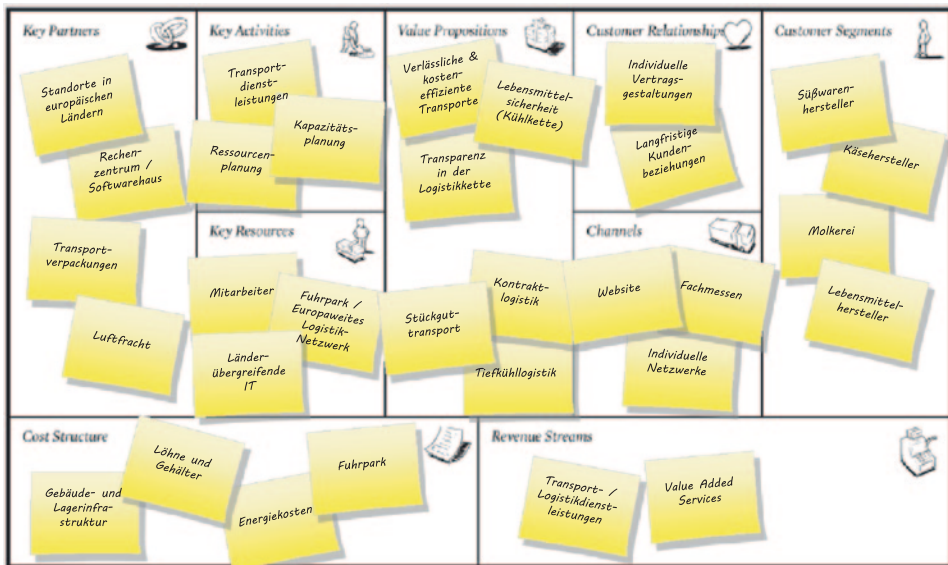 Key Partners
Standorte in
europäischen
Ländern
Rechen-
zentrum /
Softwarehaus
Transport-
verpackungen
Luftfracht
Key Activities
Transport-
dienst-
leistungen
Kapazitäts-
planung
Ressourcen-
planung
Key Resources
Mitarbeiter
Fuhrpark /
Europaweites
Logistik-
Netzwerk
Länder-
übergreifende
IT
Value Propositions
Verlässliche &
kosten-
effiziente
Transporte
Lebensmittel-
sicherheit
(Kühlkette)
Transparenz
in der
Logistikkette
Kontrakt-
logistik
Stückgut-
transport
Tiefkühllogistik
Customer Relationships
Individuelle
Vertrags-
gestaltungen
Langfristige
Kunden-
beziehungen
Channels
Website
Fachmessen
Individuelle
Netzwerke
Customer Segments
Süßwaren-
hersteller
Käsehersteller
Molkerei
Lebensmittel-
hersteller
Cost Structure
Löhne und
Gehälter
Fuhrpark
Gebäude- und
Lagerinfra-
struktur
Energiekosten
Revenue Streams
Transport- /
Logistikdienst-
leistungen
Value Added
Services